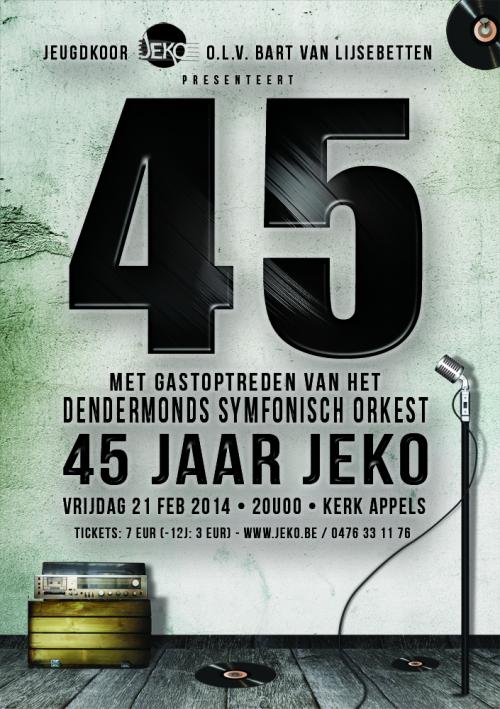 JEUGDKOOR JEKO O.L.V. BART VAN LIJSEBETTEN
PRESENTEERT
45
MET GASTOPTREDEN VAN HET
DENDERMONDS SYMFONISCH ORKEST
45 JAAR JEKO
VRIJDAG 21 FEB 2014 • 20U00 • KERK APPELS
TICKETS: 7 EUR (-12J: 3 EUR) - WWW.JEKO.BE / 0476 33 11 76